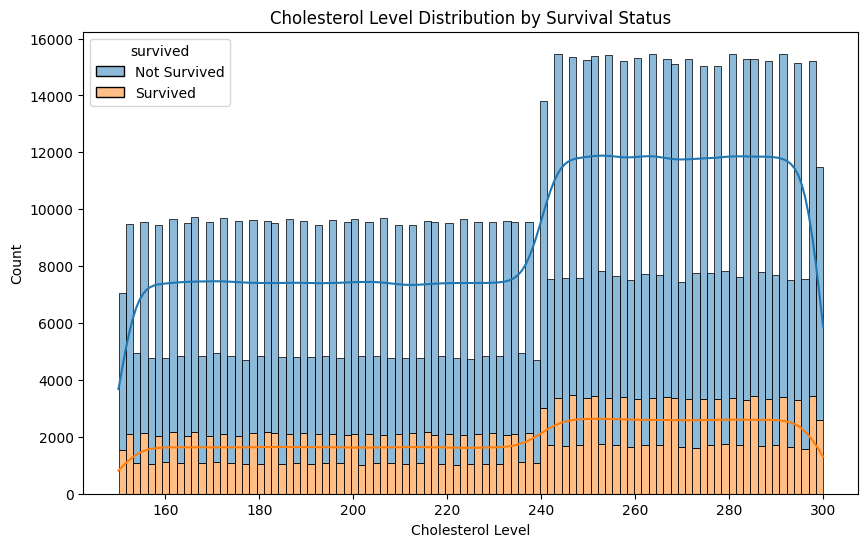 Cholesterol Level Distribution by Survival Status
survived
Not Survived
Survived
16000
14000
12000
10000
8000
6000
4000
2000
0
Count
160
180
200
220
240
260
280
300
Cholesterol Level